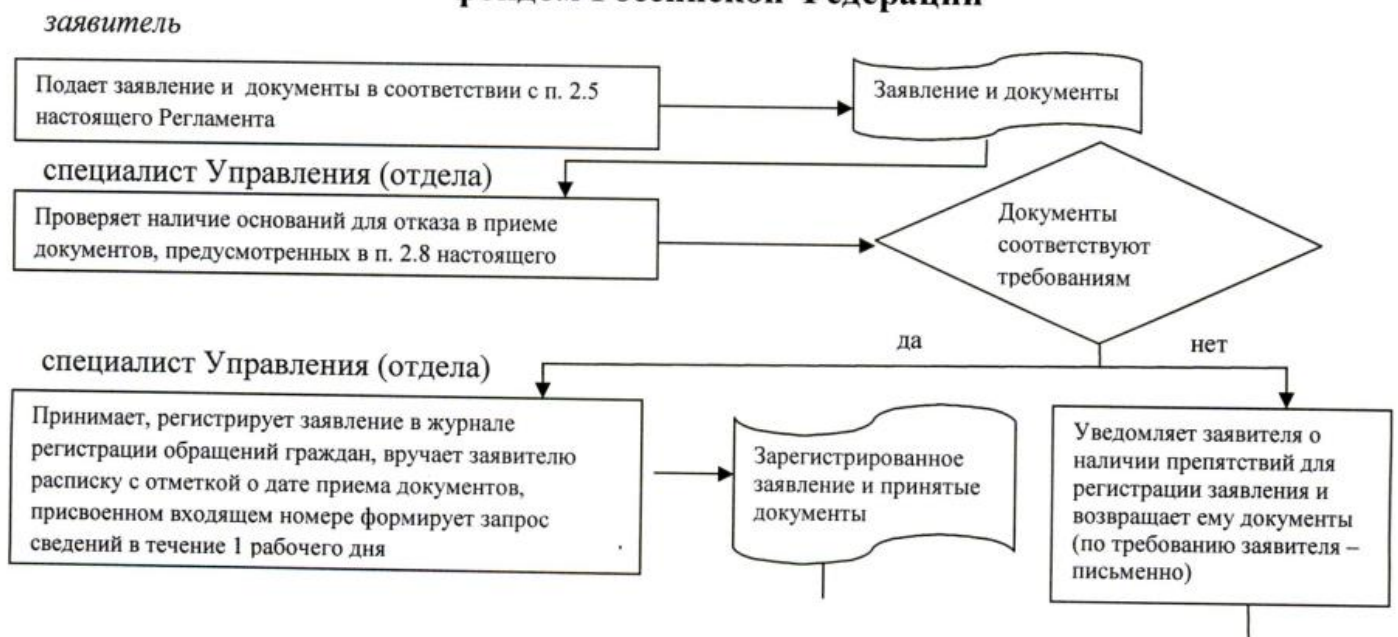 Российской Федерации
заявитель
Подает заявление и документы в соответствии с п. 2.5
настоящего Регламента
Заявление и документы
специалист Управления (отдела)
Проверяет наличие оснований для отказа в приеме
документов, предусмотренных в п. 2.8 настоящего
Документы
соответствуют
требованиям
да
нет
специалист Управления (отдела)
Принимает, регистрирует заявление в журнале
регистрации обращений граждан, вручает заявителю
расписку с отметкой о дате приема документов,
присвоенном входящем номере формирует запрос
сведений в течение 1 рабочего дня
Зарегистрированное
заявление и принятые
документы
Уведомляет заявителя о
наличии препятствий для
регистрации заявления и
возвращает ему документы
(по требованию заявителя –
письменно)